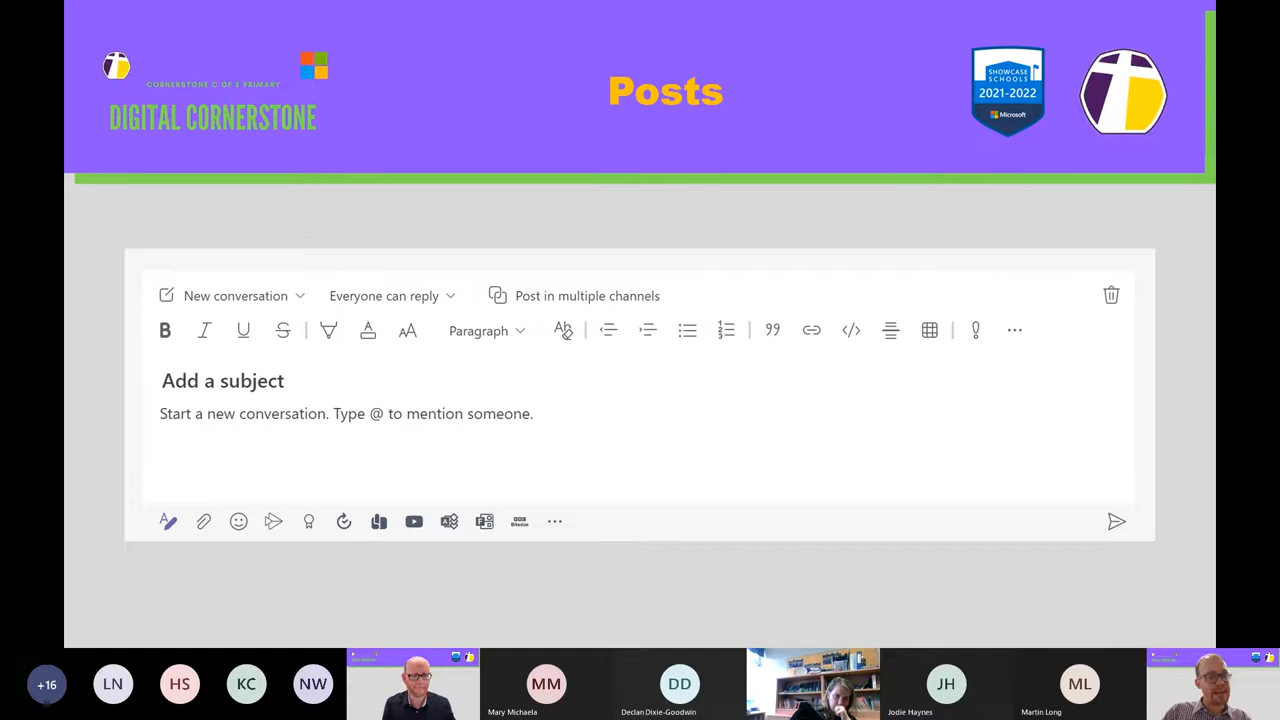 CORNERSTONE C OF E PRIMARY
DIGITAL CORNERSTONE
Posts
SHOWCASE
SCHOOLS
2021-2022
Microsoft
New conversation
Everyone can reply
Post in multiple channels
B I U S A AA Paragraph Ab
Add a subject
Start a new conversation. Type @ to mention someone.
+16
LN
HS
KC
NW
MM
Mary Michaela
DD
Declan Dixie-Goodwin
JH
Jodie Haynes
ML
Martin Long